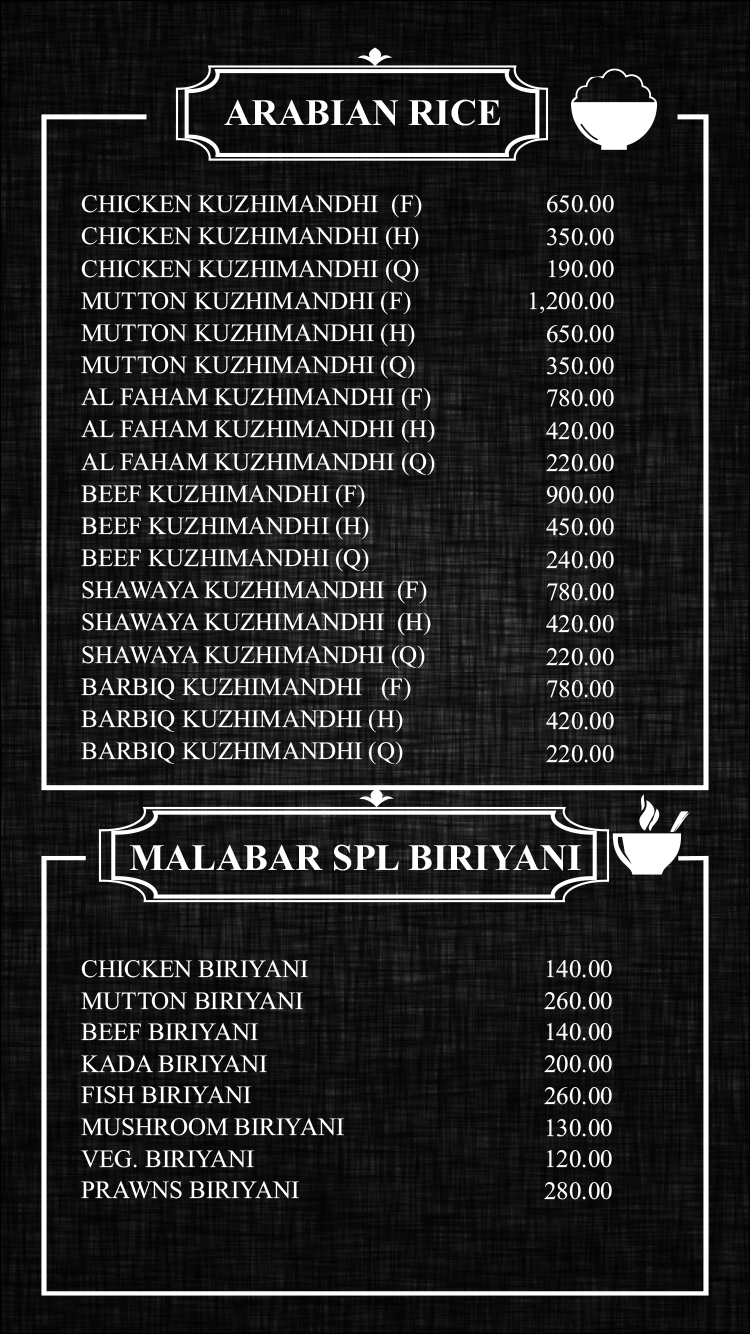 ARABIAN RICE
CHICKEN KUZHIMANDHI (F) 650.00
CHICKEN KUZHIMANDHI (H) 350.00
CHICKEN KUZHIMANDHI (Q) 190.00
MUTTON KUZHIMANDHI (F) 1,200.00
MUTTON KUZHIMANDHI (H) 650.00
MUTTON KUZHIMANDHI (Q) 350.00
AL FAHAM KUZHIMANDHI (F) 780.00
AL FAHAM KUZHIMANDHI (H) 420.00
AL FAHAM KUZHIMANDHI (Q) 220.00
BEEF KUZHIMANDHI (F) 900.00
BEEF KUZHIMANDHI (H) 450.00
BEEF KUZHIMANDHI (Q) 240.00
SHAWAYA KUZHIMANDHI (F) 780.00
SHAWAYA KUZHIMANDHI (H) 420.00
SHAWAYA KUZHIMANDHI (Q) 220.00
BARBIQ KUZHIMANDHI (F) 780.00
BARBIQ KUZHIMANDHI (H) 420.00
BARBIQ KUZHIMANDHI (Q) 220.00
MALABAR SPL BIRIYANI
CHICKEN BIRIYANI 140.00
MUTTON BIRIYANI 260.00
BEEF BIRIYANI 140.00
KADA BIRIYANI 200.00
FISH BIRIYANI 260.00
MUSHROOM BIRIYANI 130.00
VEG. BIRIYANI 120.00
PRAWNS BIRIYANI 280.00